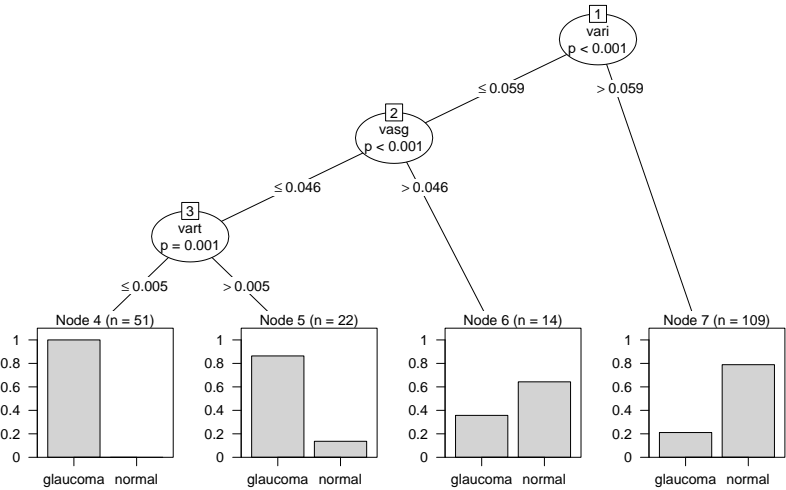 1
vari
p < 0.001
≤ 0.059
> 0.059
2
vasg
p < 0.001
≤ 0.046
> 0.046
3
vart
p = 0.001
≤ 0.005
> 0.005
Node 4 (n = 51)
1
0.8
0.6
0.4
0.2
0
glaucoma normal
Node 5 (n = 22)
1
0.8
0.6
0.4
0.2
0
glaucoma normal
Node 6 (n = 14)
1
0.8
0.6
0.4
0.2
0
glaucoma normal
Node 7 (n = 109)
1
0.8
0.6
0.4
0.2
0
glaucoma normal